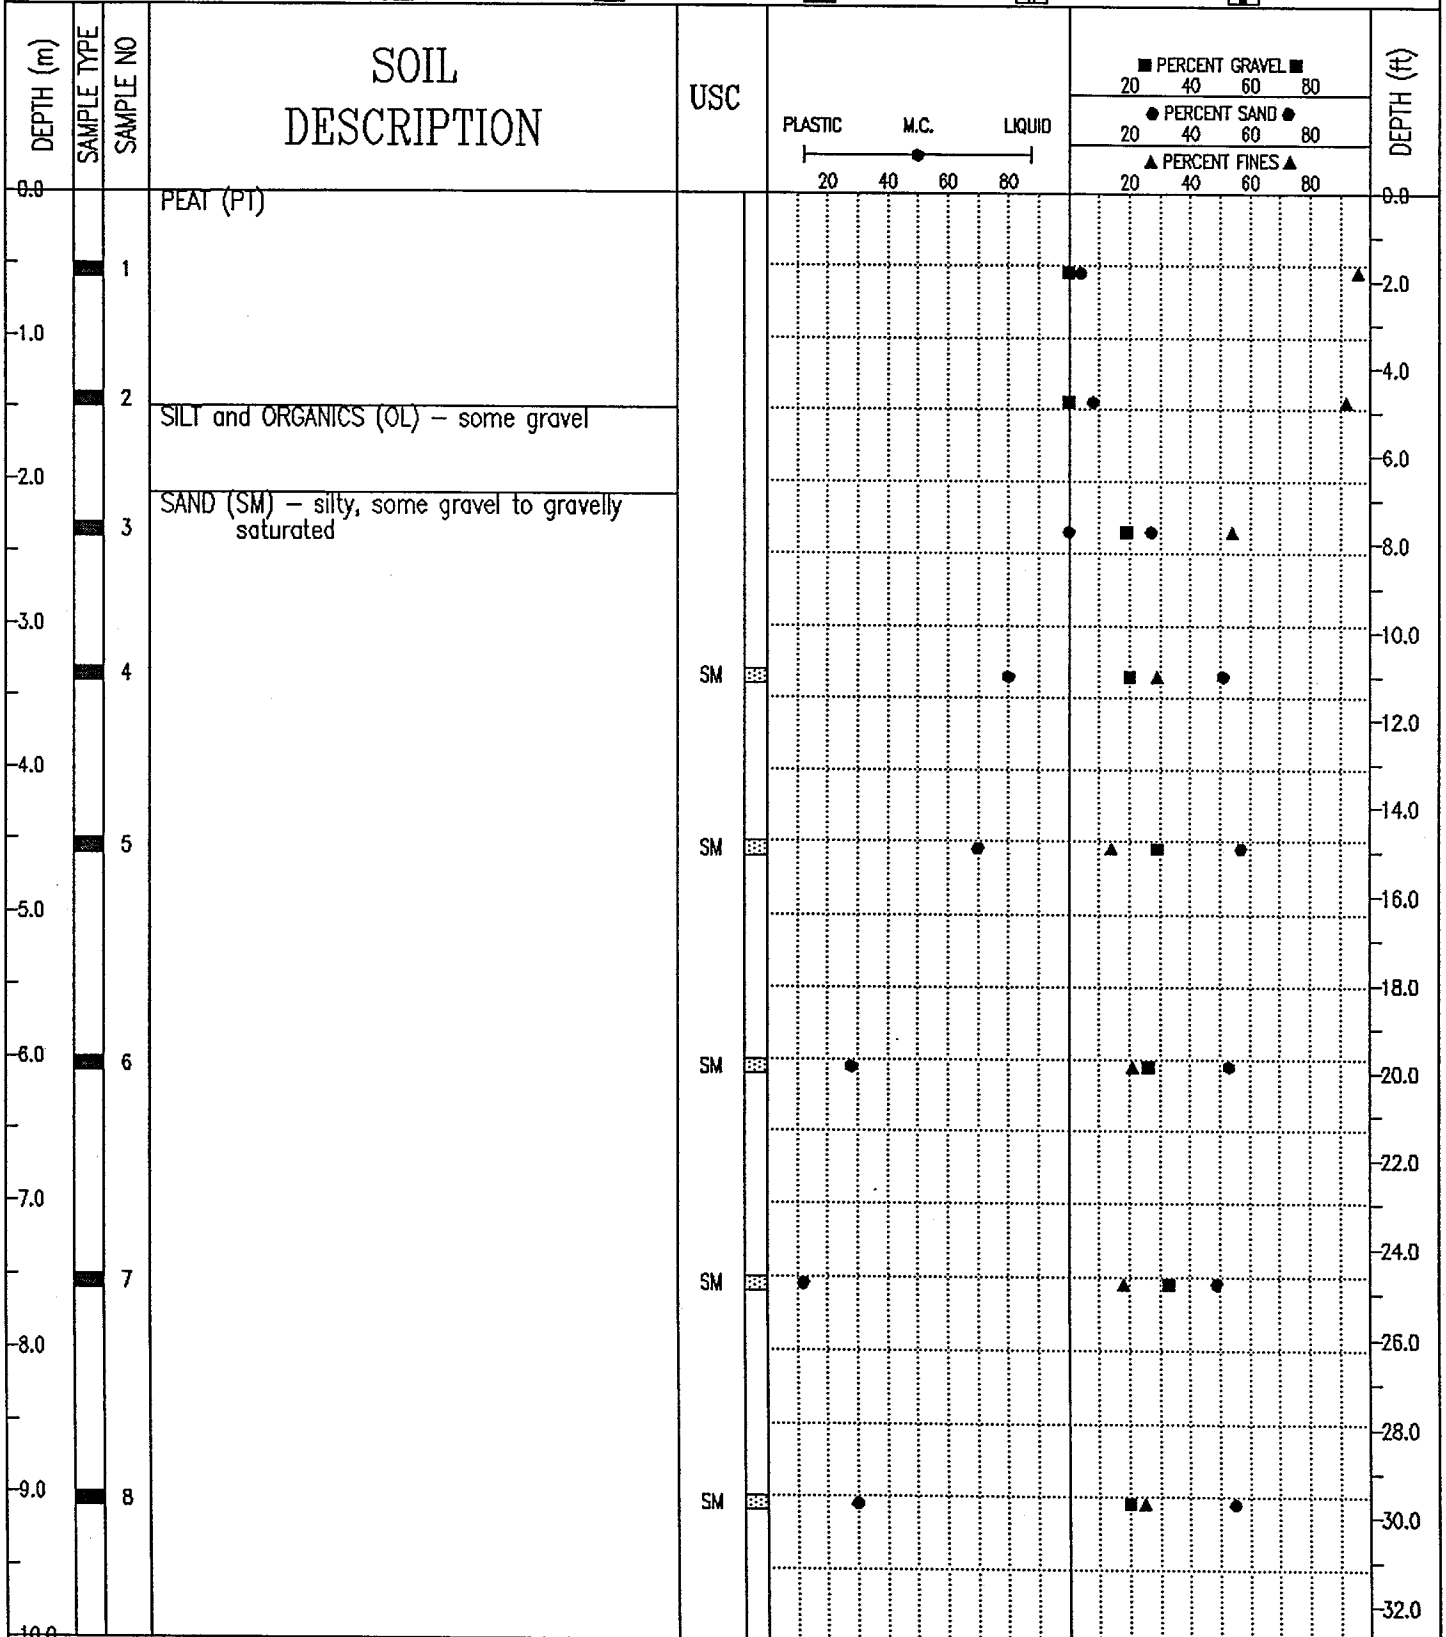 DEPTH (m)
SAMPLE TYPE
SAMPLE NO
SOIL
DESCRIPTION
USC
PLASTIC M.C. LIQUID
20 40 60 80
■ PERCENT GRAVEL ■
20 40 60 80
● PERCENT SAND ●
20 40 60 80
▲ PERCENT FINES ▲
20 40 60 80
DEPTH (ft)
0.0
PEAT (PT)
0.0
1
2.0
1.0
4.0
2
SILT and ORGANICS (OL) – some gravel
6.0
2.0
SAND (SM) – silty, some gravel to gravelly
saturated
3
8.0
3.0
10.0
4
SM
12.0
4.0
14.0
5
SM
16.0
5.0
18.0
6.0
6
SM
20.0
22.0
7.0
24.0
7
SM
26.0
8.0
28.0
9.0
8
SM
30.0
32.0
10.0